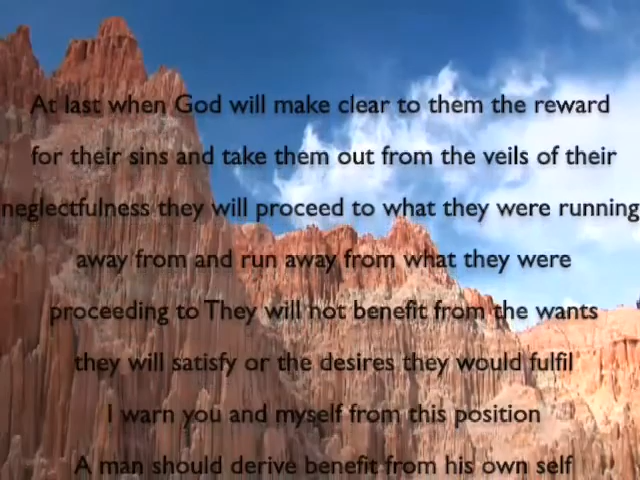 At last when God will make clear to them the reward
for their sins and take them out from the veils of their
neglectfulness they will proceed to what they were running
away from and run away from what they were
proceeding to They will not benefit from the wants
they will satisfy or the desires they would fulfil
I warn you and myself from this position
A man should derive benefit from his own self